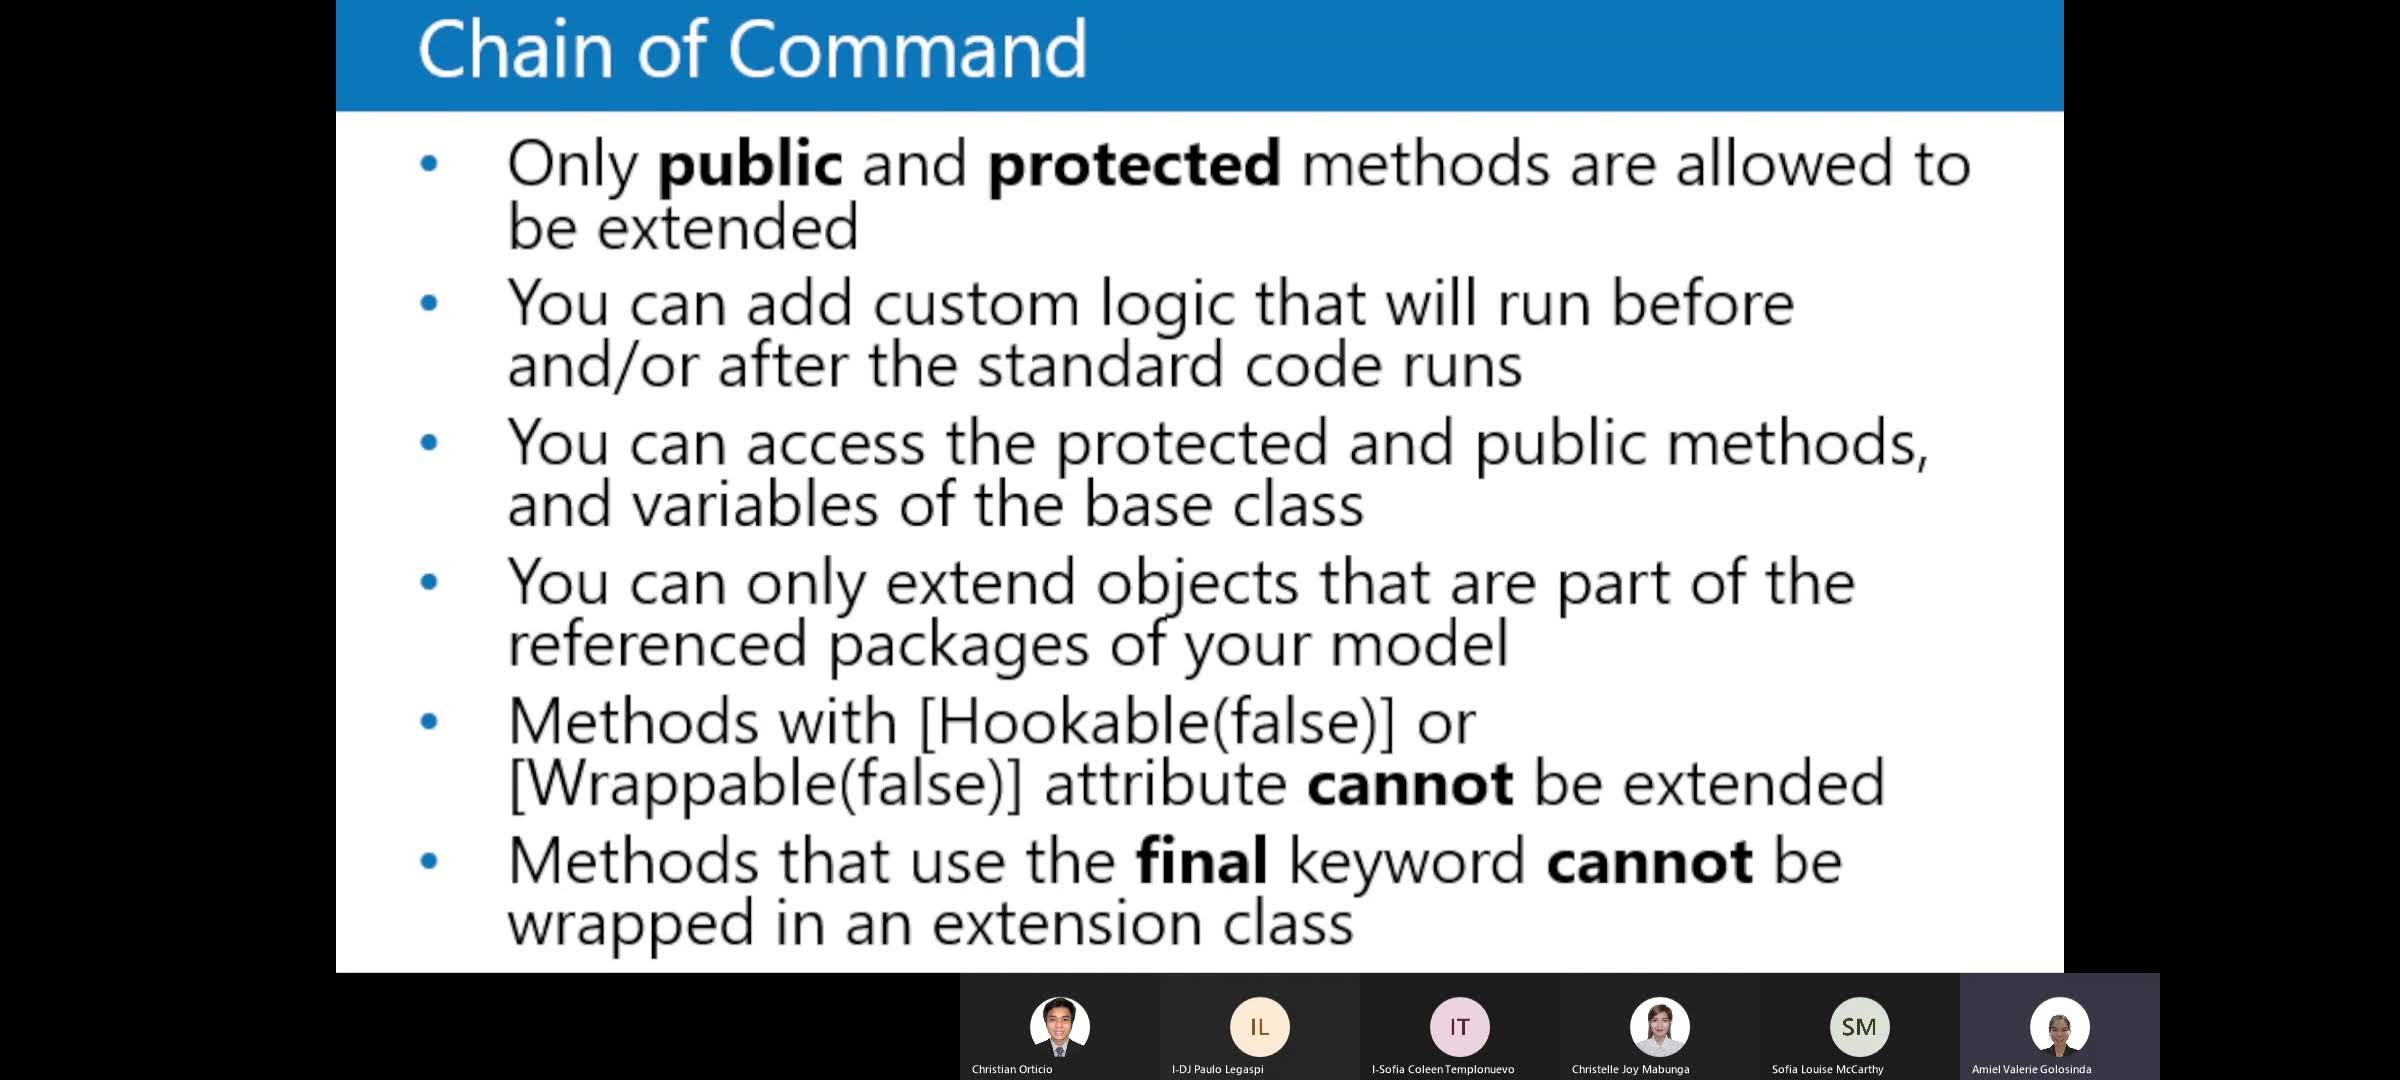 Chain of Command
• Only public and protected methods are allowed to
be extended
• You can add custom logic that will run before
and/or after the standard code runs
• You can access the protected and public methods,
and variables of the base class
• You can only extend objects that are part of the
referenced packages of your model
• Methods with [Hookable(false)] or
[Wrappable(false)] attribute cannot be extended
• Methods that use the final keyword cannot be
wrapped in an extension class
IL
IT
SM
Christian Orticio
I-DJ Paulo Legaspi
I-Sofia Coleen Templonuevo
Christelle Joy Mabunga
Sofia Louise McCarthy
Amiel Valerie Golosinda